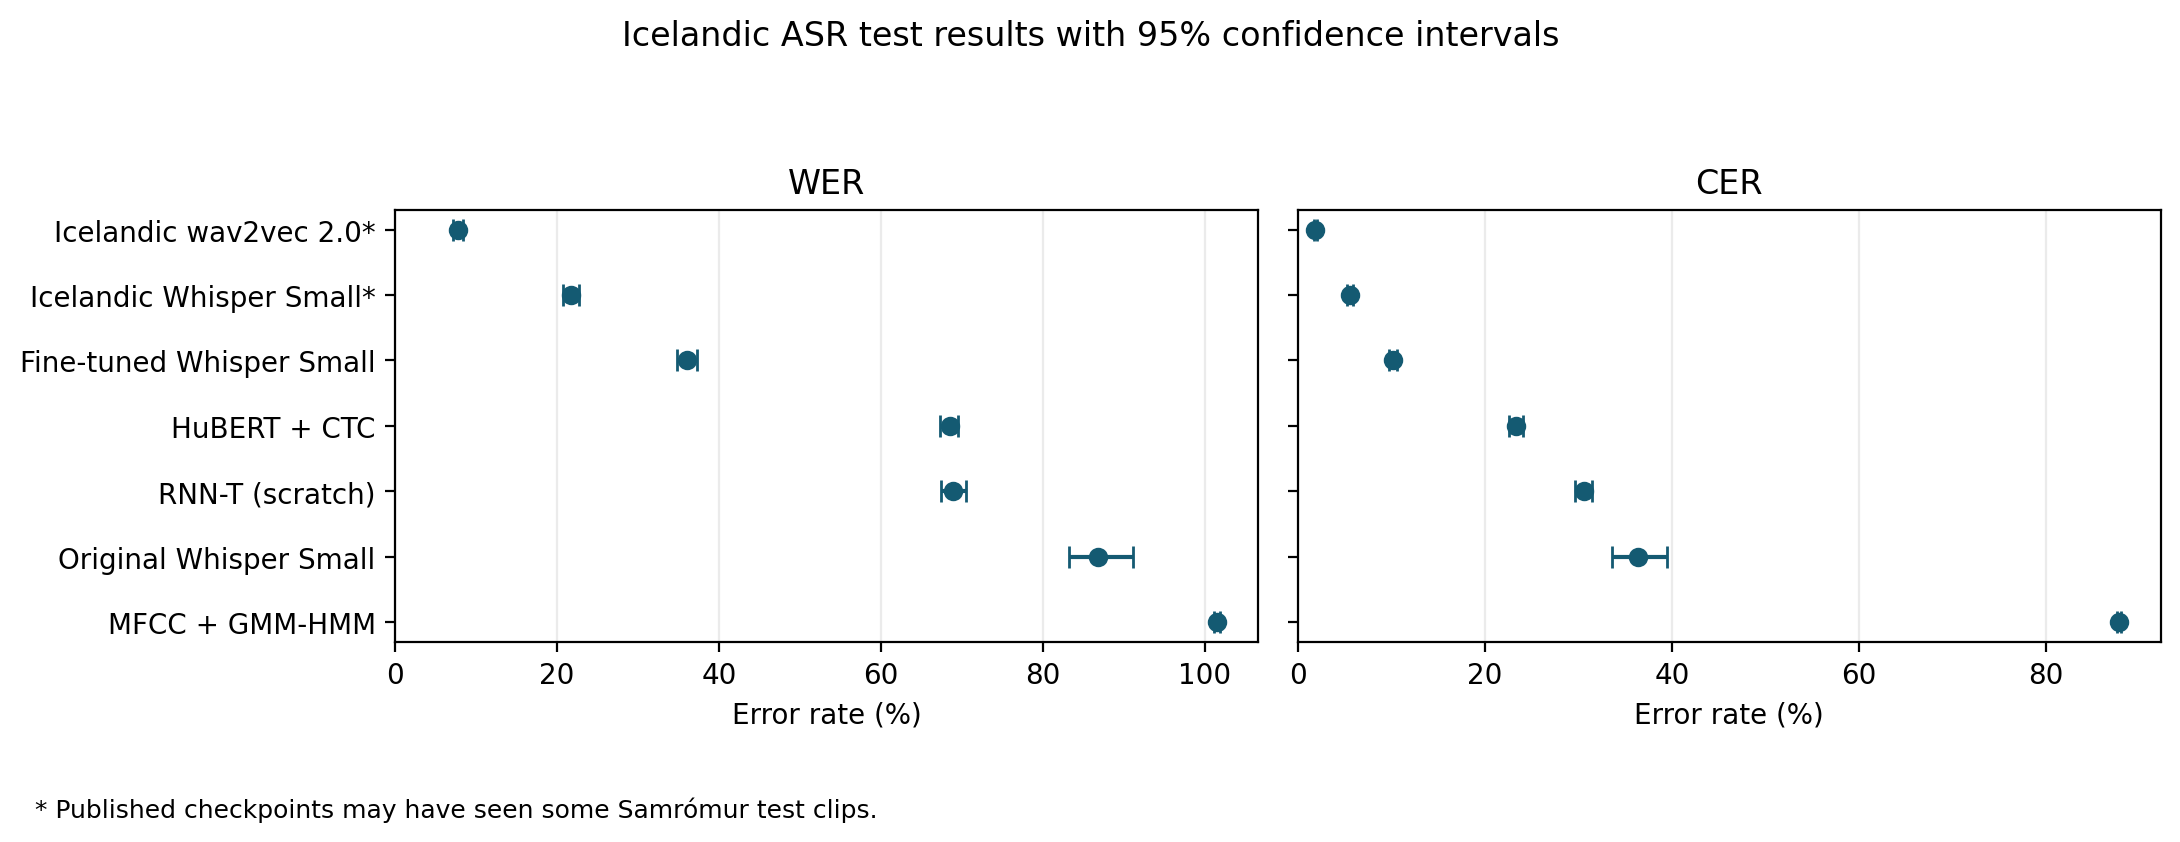 Icelandic ASR test results with 95% confidence intervals
WER
CER
Icelandic wav2vec 2.0*
Icelandic Whisper Small*
Fine-tuned Whisper Small
HuBERT + CTC
RNN-T (scratch)
Original Whisper Small
MFCC + GMM-HMM
0 20 40 60 80 100
0 20 40 60 80
Error rate (%)
Error rate (%)
* Published checkpoints may have seen some Samrómur test clips.